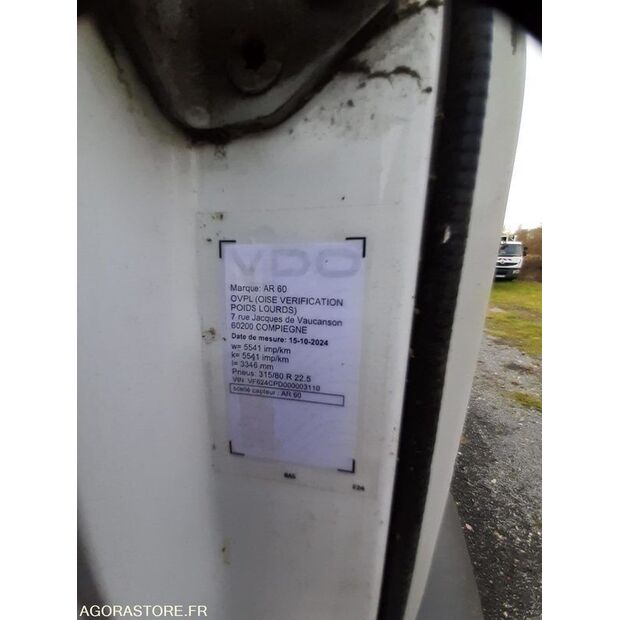 VDO
Marque: AR 60
OVPL (OISE VERIFICATION
POIDS LOURDS)
7 rue Jacques de Vaucanson
60200 COMPIEGNE
Date de mesure: 15-10-2024
w= 5541 imp/km
k= 5541 imp/km
l= 3346 mm
Pneus: 315/80 R 22.5
VIN: VF624CPD000003110
scellé capteur : AR 60
AGORASTORE.FR